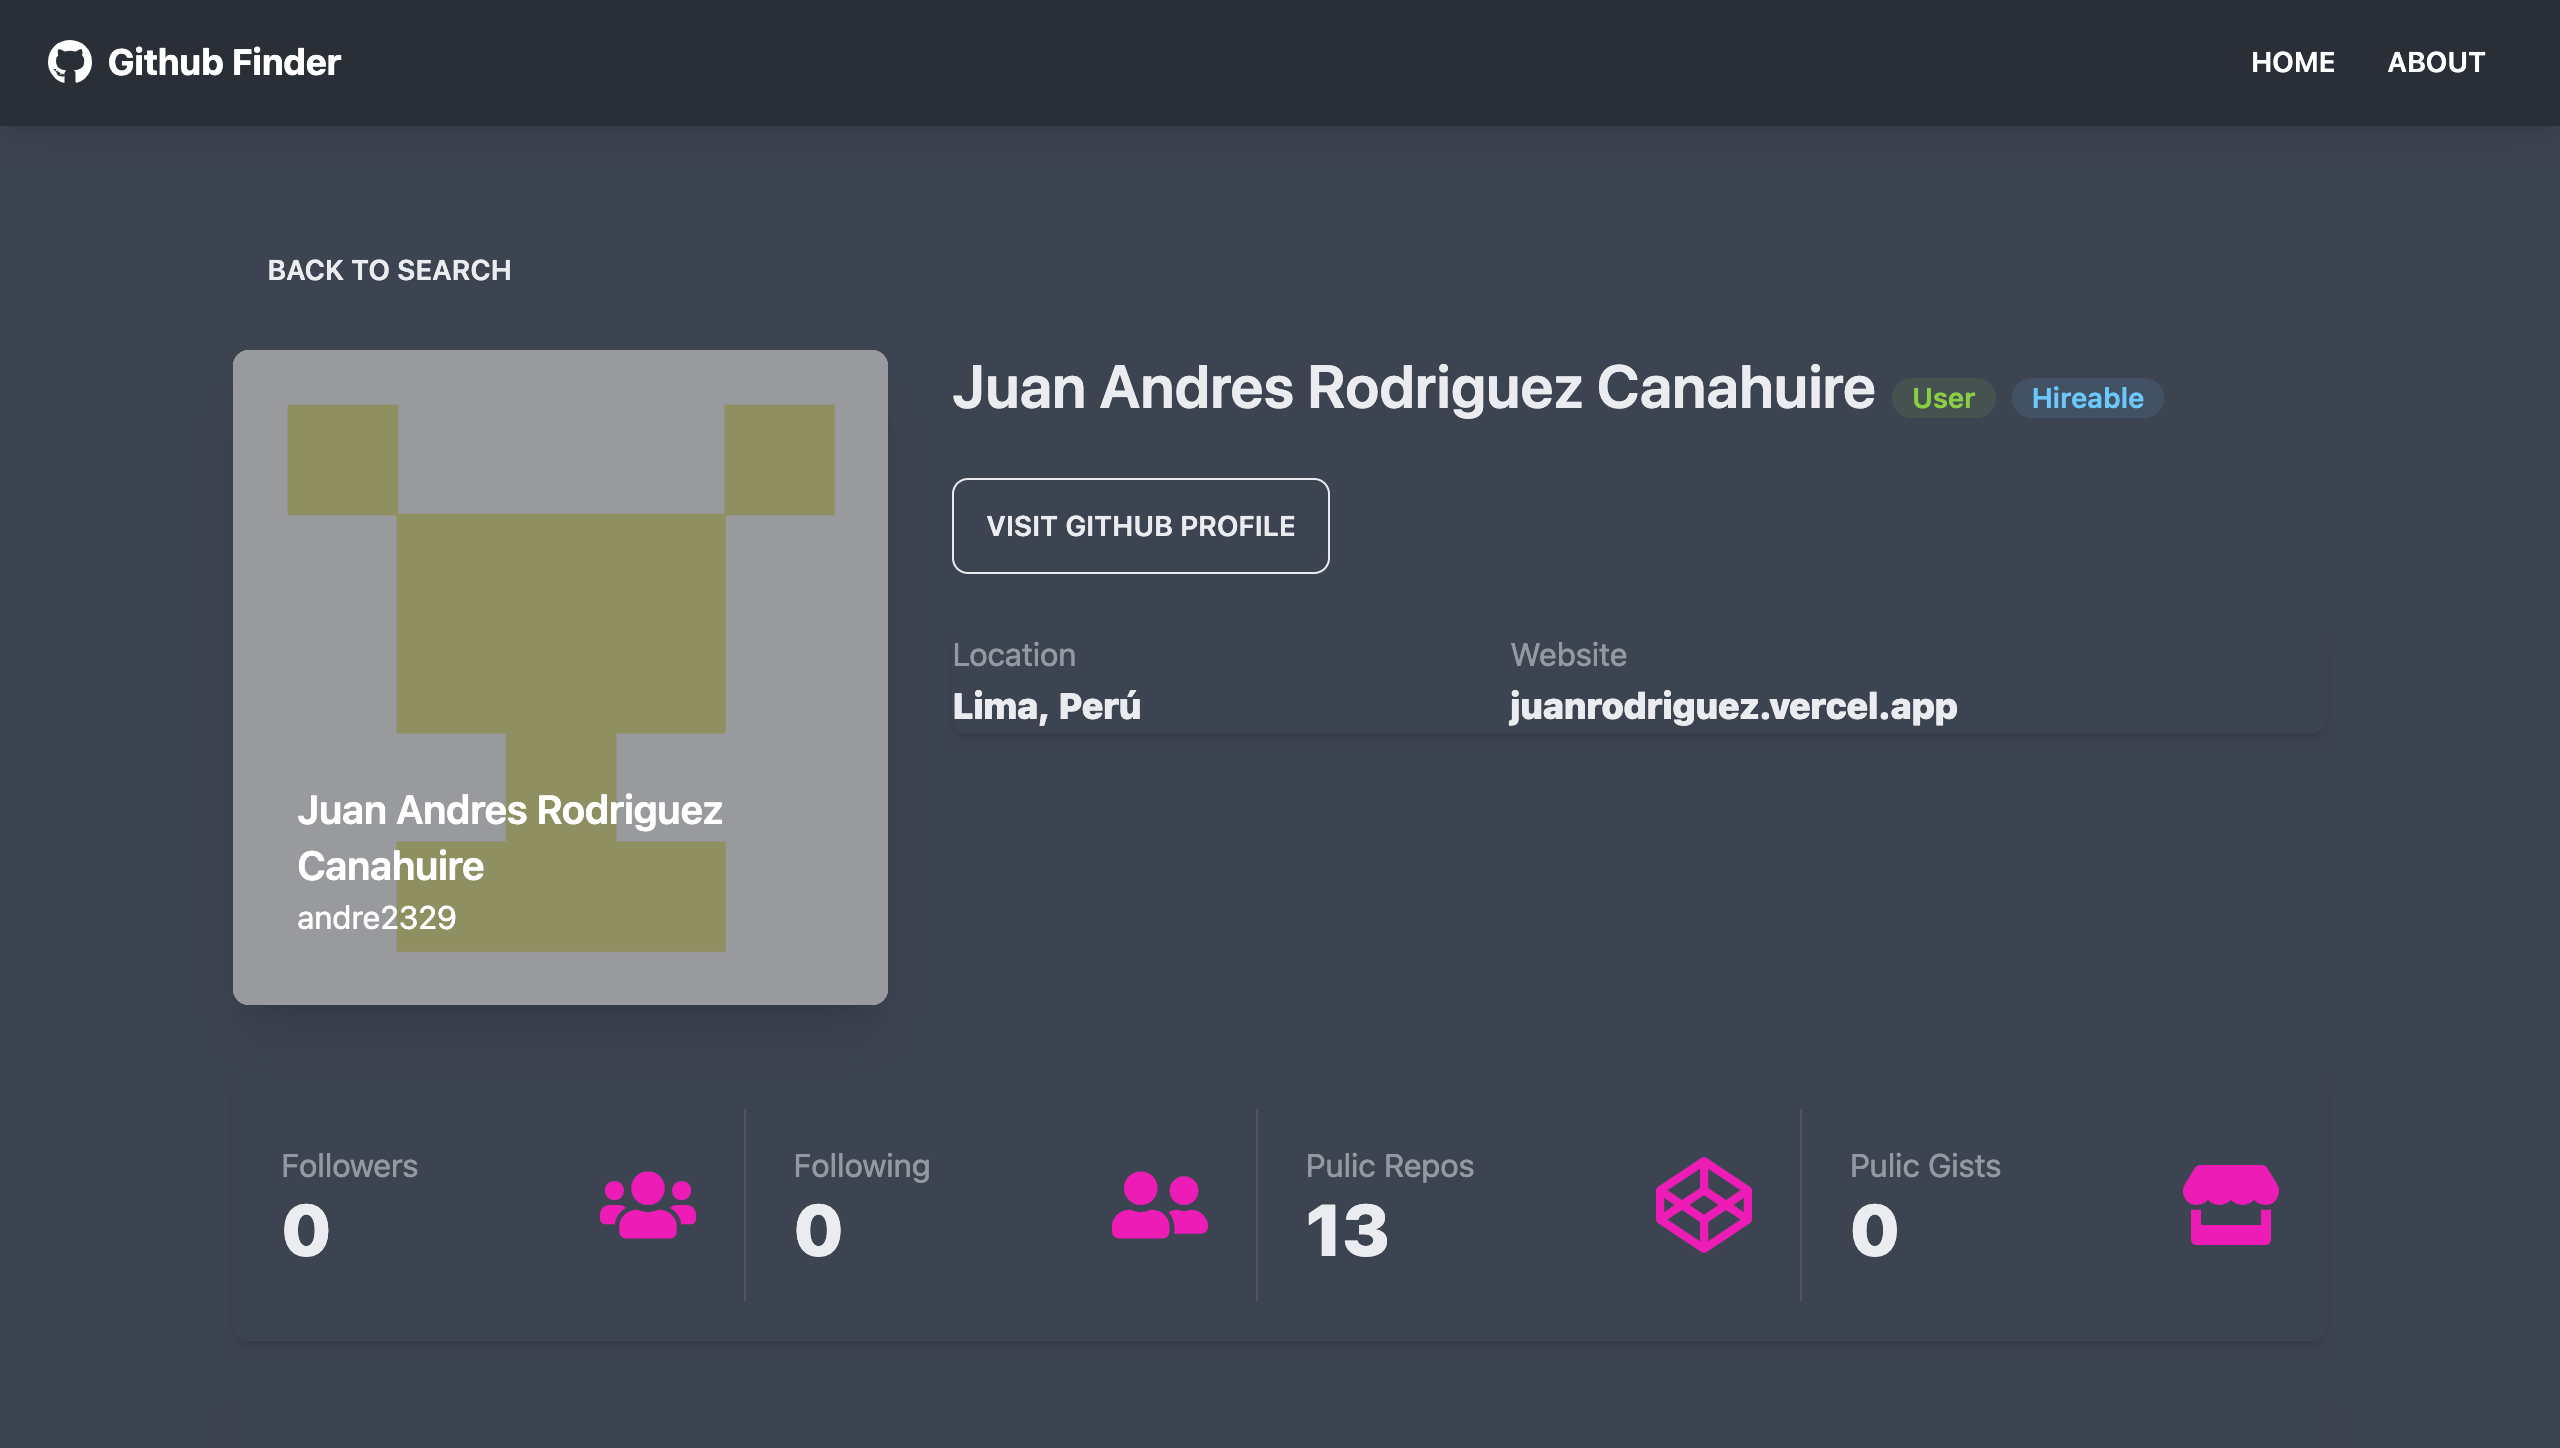 Github Finder
HOME
ABOUT
BACK TO SEARCH
Juan Andres Rodriguez Canahuire
User
Hireable
VISIT GITHUB PROFILE
Location
Lima, Perú
Website
juanrodriguez.vercel.app
Juan Andres Rodriguez
Canahuire
andre2329
Followers
0
Following
0
Pulic Repos
13
Pulic Gists
0